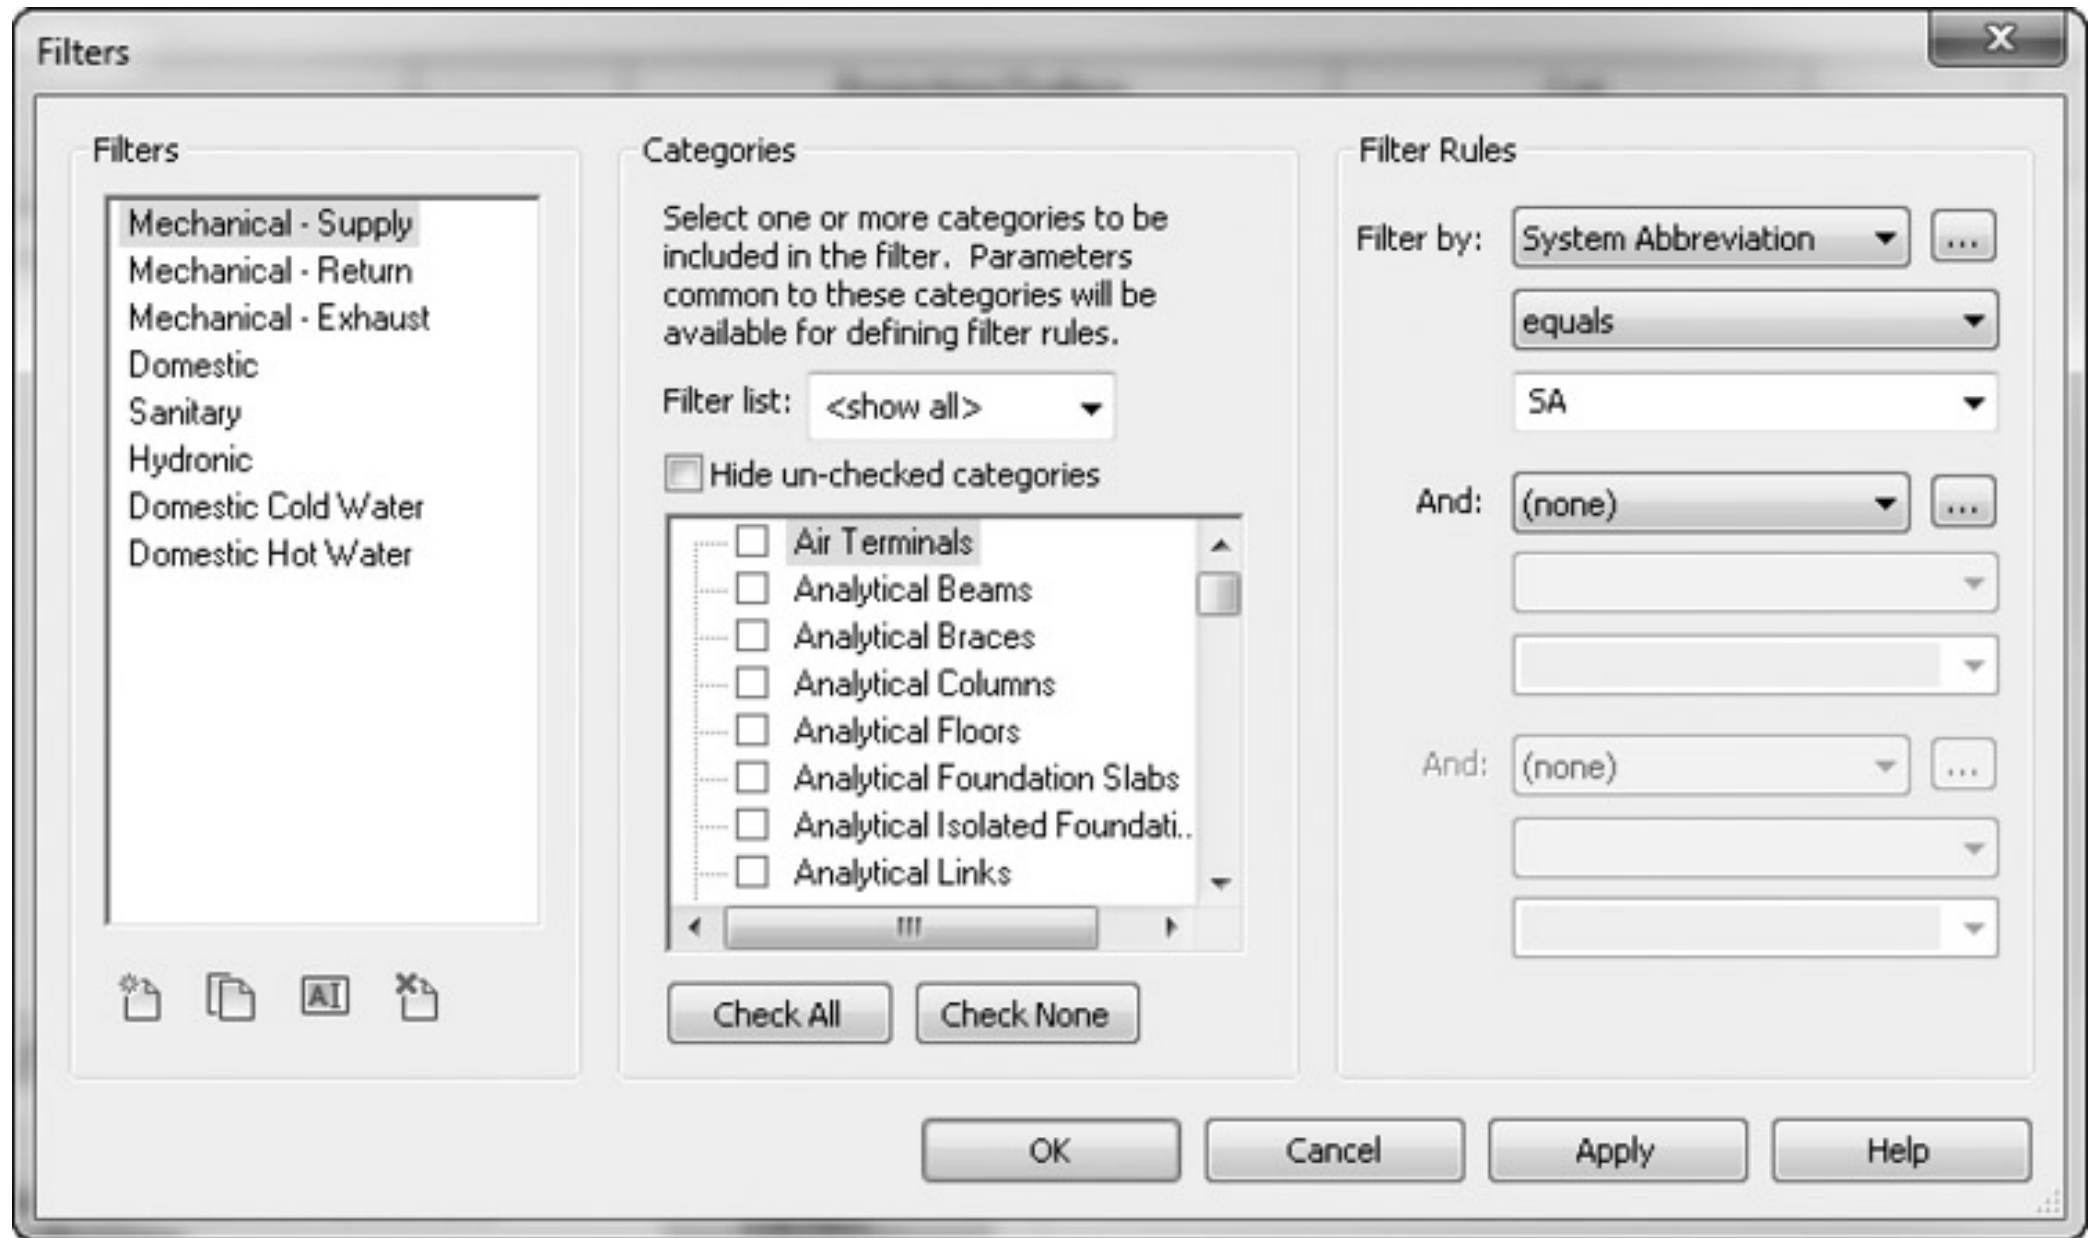 Filters
Filters
Mechanical - Supply
Mechanical - Return
Mechanical - Exhaust
Domestic
Sanitary
Hydronic
Domestic Cold Water
Domestic Hot Water
AI
Categories
Select one or more categories to be
included in the filter.  Parameters
common to these categories will be
available for defining filter rules.
Filter list: <show all>
Hide un-checked categories
Air Terminals
Analytical Beams
Analytical Braces
Analytical Columns
Analytical Floors
Analytical Foundation Slabs
Analytical Isolated Foundati..
Analytical Links
Check All Check None
Filter Rules
Filter by: System Abbreviation ...
equals
SA
And: (none) ...
And: (none) ...
OK Cancel Apply Help